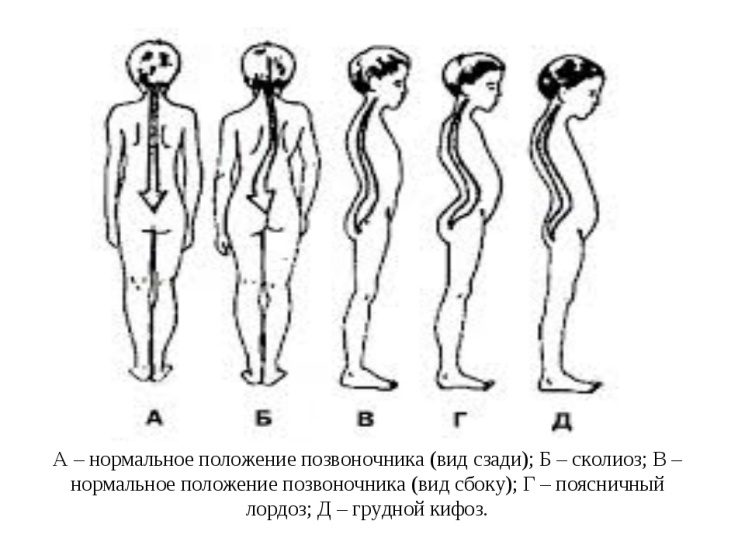 А Б В Г Д
А – нормальное положение позвоночника (вид сзади); Б – сколиоз; В –
нормальное положение позвоночника (вид сбоку); Г – поясничный
лордоз; Д – грудной кифоз.